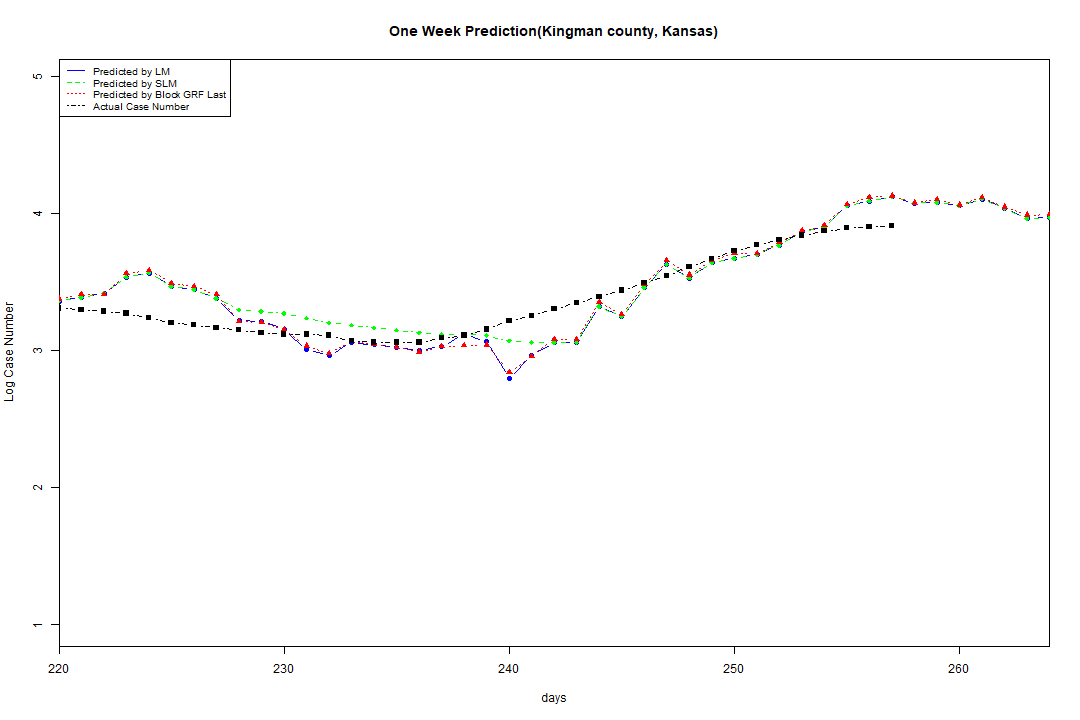 One Week Prediction(Kingman county, Kansas)
Predicted by LM
Predicted by SLM
Predicted by Block GRF Last
Actual Case Number
5
4
3
2
1
Log Case Number
220 230 240 250 260
days